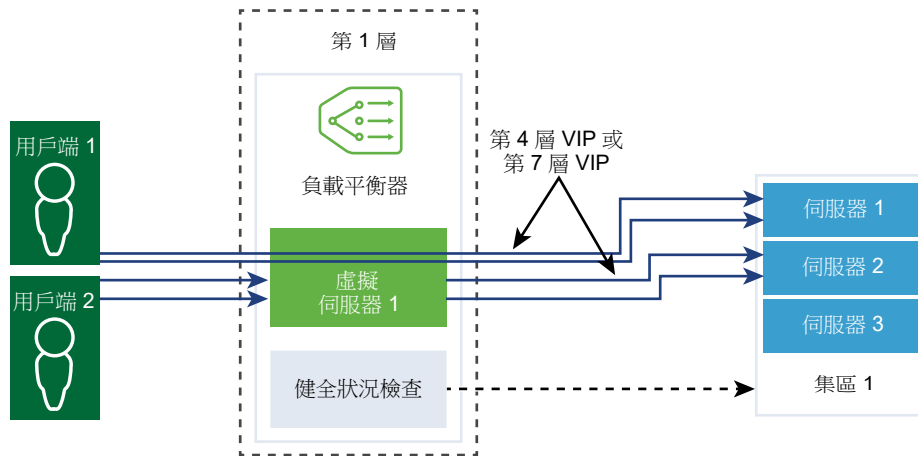 第 1 層
用戶端 1
負載平衡器
第 4 層 VIP 或
第 7 層 VIP
伺服器 1
虛擬
伺服器 1
伺服器 2
用戶端 2
伺服器 3
健全狀況檢查
集區 1